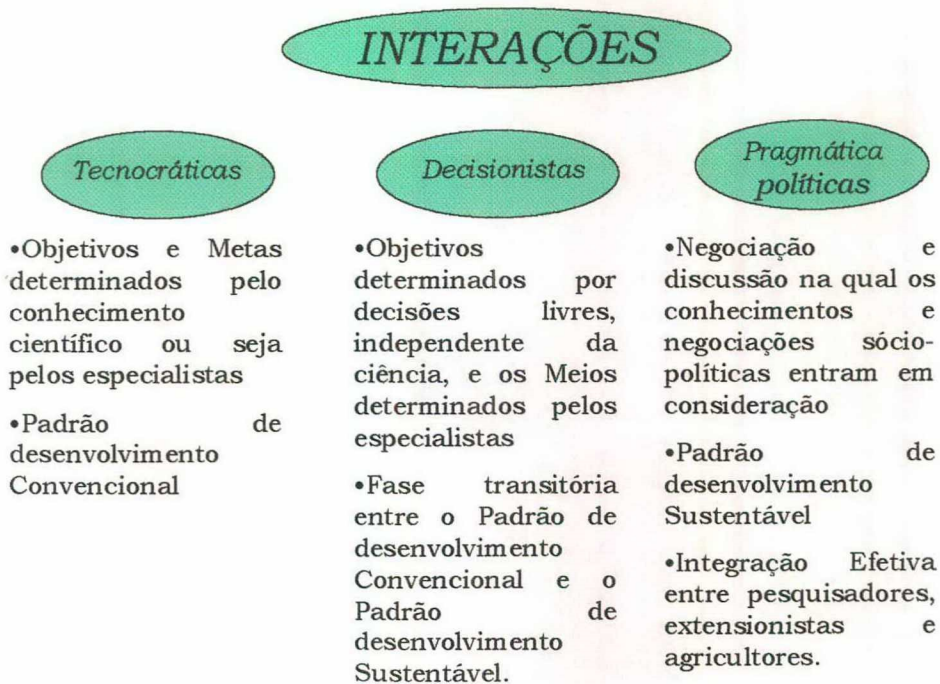 INTERAÇÕES
Tecnocráticas
•Objetivos e Metas
determinados pelo
conhecimento
científico ou seja
pelos especialistas
•Padrão de
desenvolvimento
Convencional
Decisionistas
•Objetivos
determinados por
decisões livres,
independente da
ciência, e os Meios
determinados pelos
especialistas
•Fase transitória
entre o Padrão de
desenvolvimento
Convencional e o
Padrão de
desenvolvimento
Sustentável.
Pragmática
políticas
•Negociação e
discussão na qual os
conhecimentos e
negociações sócio-
políticas entram em
consideração
•Padrão de
desenvolvimento
Sustentável
•Integração Efetiva
entre pesquisadores,
extensionistas e
agricultores.